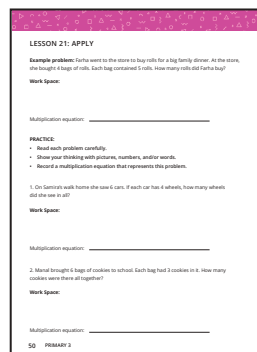 LESSON 21: APPLY
Example problem: Farha went to the store to buy rolls for a big family dinner. At the store,
she bought 4 bags of rolls. Each bag contained 5 rolls. How many rolls did Farha buy?
Work Space:
Multiplication equation:
PRACTICE:
• Read each problem carefully.
• Show your thinking with pictures, numbers, and/or words.
• Record a multiplication equation that represents this problem.
1. On Samira's walk home she saw 6 cars. If each car has 4 wheels, how many wheels
did she see in all?
Work Space:
Multiplication equation:
2. Manal brought 6 bags of cookies to school. Each bag had 3 cookies in it. How many
cookies were there all together?
Work Space:
Multiplication equation:
50 PRIMARY 3